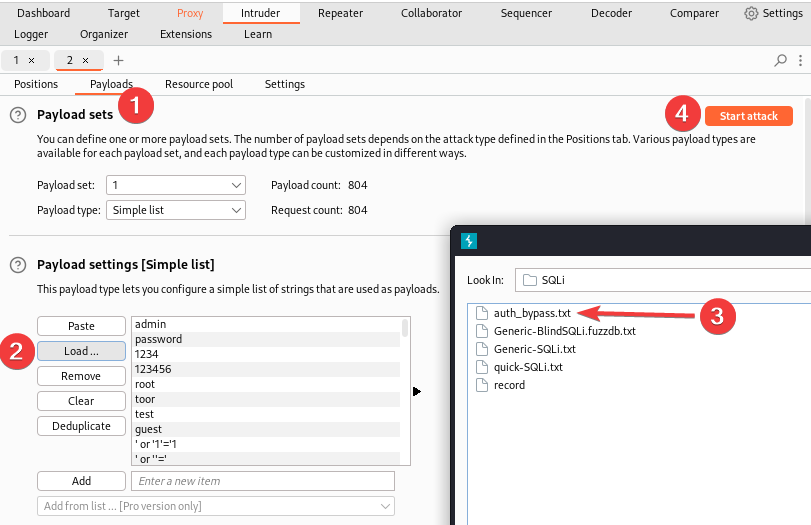 Dashboard Target Proxy Intruder Repeater Collaborator Sequencer Decoder Comparer Settings
Logger Organizer Extensions Learn
1 × 2 × +
Positions Payloads Resource pool Settings
1
? Payload sets
4
Start attack
You can define one or more payload sets. The number of payload sets depends on the attack type defined in the Positions tab. Various payload types are
available for each payload set, and each payload type can be customized in different ways.
Payload set: 1 Payload count: 804
Payload type: Simple list Request count: 804
? Payload settings [Simple list]
This payload type lets you configure a simple list of strings that are used as payloads.
Paste
2
Load ...
Remove
Clear
Deduplicate
admin
password
1234
123456
root
toor
test
guest
' or '1'='1
' or ''='
Add Enter a new item
Add from list ... [Pro version only]
Look In: SQLi
auth_bypass.txt
3
Generic-BlindSQLi.fuzzdb.txt
Generic-SQLi.txt
quick-SQLi.txt
record